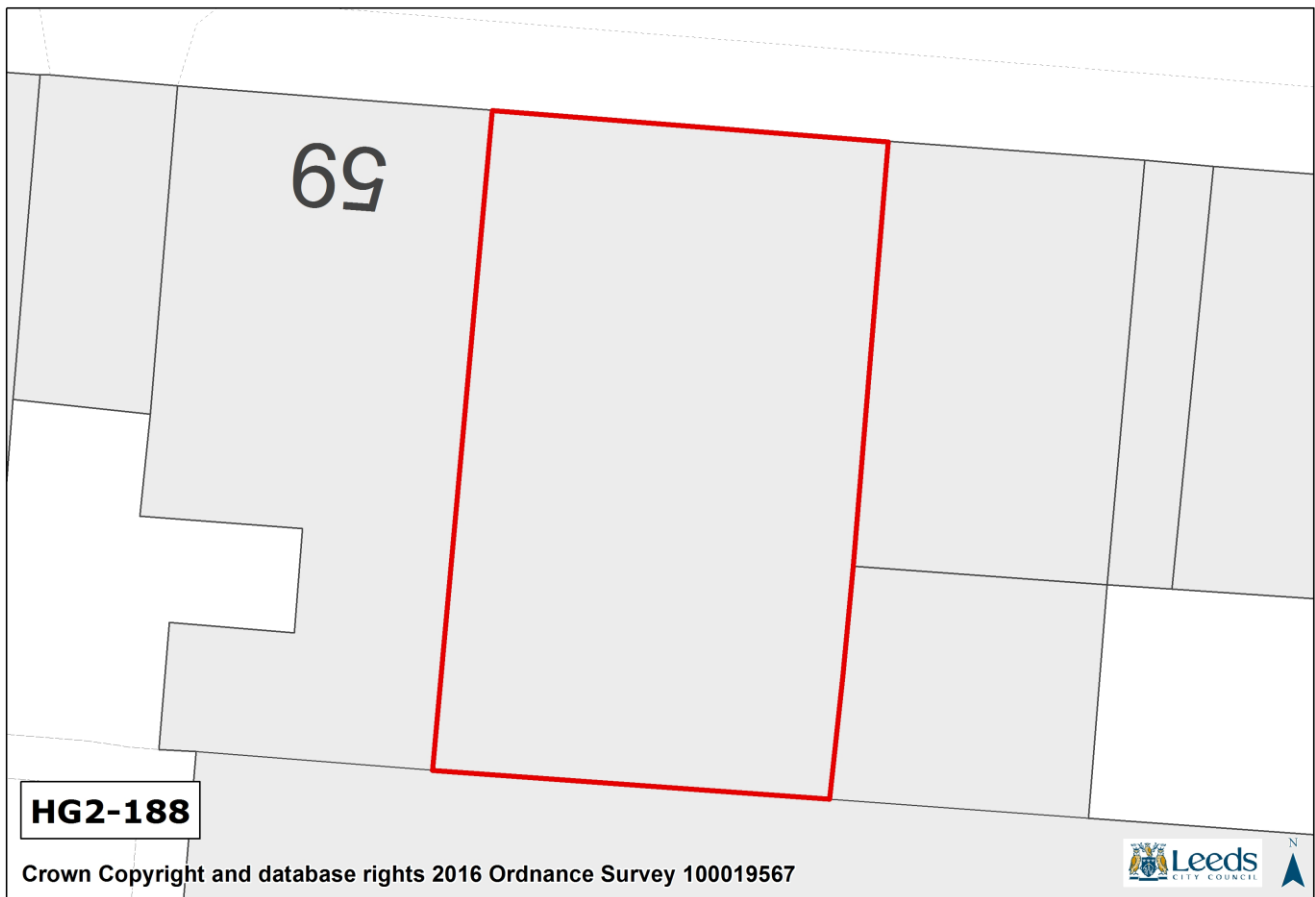 59
HG2-188
Crown Copyright and database rights 2016 Ordnance Survey 100019567
Leeds
CITY COUNCIL
N